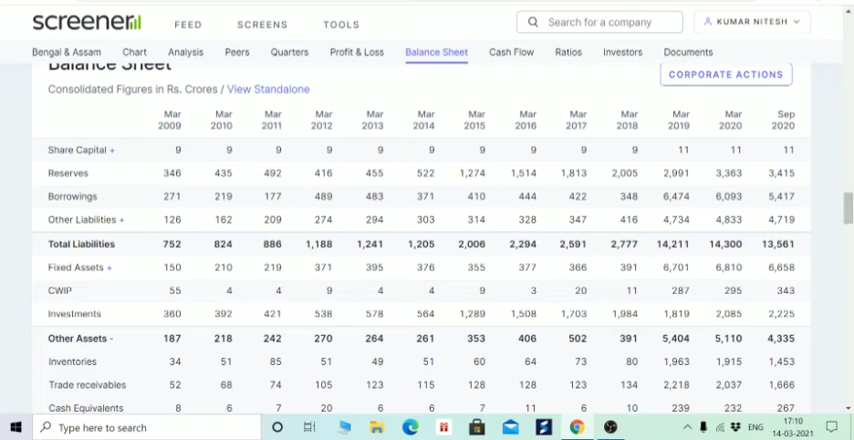 screener
FEED SCREENS TOOLS
Search for a company
KUMAR NITESH
Bengal & Assam Chart Analysis Peers Quarters Profit & Loss Balance Sheet Cash Flow Ratios Investors Documents
Balance Sheet
CORPORATE ACTIONS
Consolidated Figures in Rs. Crores / View Standalone
Mar 2009 Mar 2010 Mar 2011 Mar 2012 Mar 2013 Mar 2014 Mar 2015 Mar 2016 Mar 2017 Mar 2018 Mar 2019 Mar 2020 Sep 2020
Share Capital + 9 9 9 9 9 9 9 9 9 9 11 11 11
Reserves 346 435 492 416 455 522 1,274 1,514 1,813 2,005 2,991 3,363 3,415
Borrowings 271 219 177 489 483 371 410 444 422 348 6,474 6,093 5,417
Other Liabilities + 126 162 209 274 294 303 314 328 347 416 4,734 4,833 4,719
Total Liabilities 752 824 886 1,188 1,241 1,205 2,006 2,294 2,591 2,777 14,211 14,300 13,561
Fixed Assets + 150 210 219 371 395 376 355 377 366 391 6,701 6,810 6,658
CWIP 55 4 4 9 4 4 9 3 20 11 287 295 343
Investments 360 392 421 538 578 564 1,289 1,508 1,703 1,984 1,819 2,085 2,225
Other Assets - 187 218 242 270 264 261 353 406 502 391 5,404 5,110 4,335
Inventories 34 51 85 51 49 51 60 64 73 80 1,963 1,915 1,453
Trade receivables 52 68 74 105 123 115 128 128 123 134 2,218 2,037 1,666
Cash Equivalents 8 6 7 20 6 6 7 11 6 10 239 232 267
Type here to search
ENG
17:10
14-03-2021